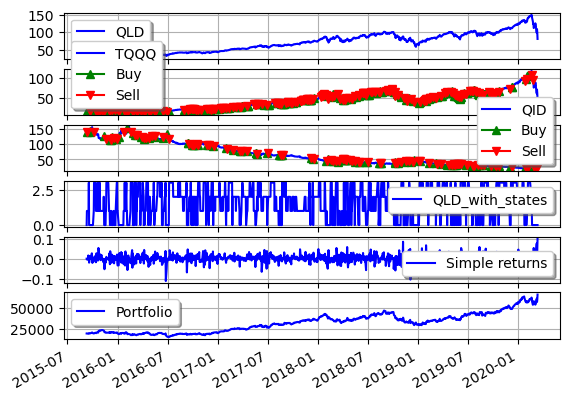 150
100
50
QLD
TQQQ
Buy
Sell
100
50
QID
Buy
Sell
150
100
50
2.5
0.0
QLD_with_states
0.1
0.0
−0.1
Simple returns
50000
25000
Portfolio
2015-07
2016-01
2016-07
2017-01
2017-07
2018-01
2018-07
2019-01
2019-07
2020-01